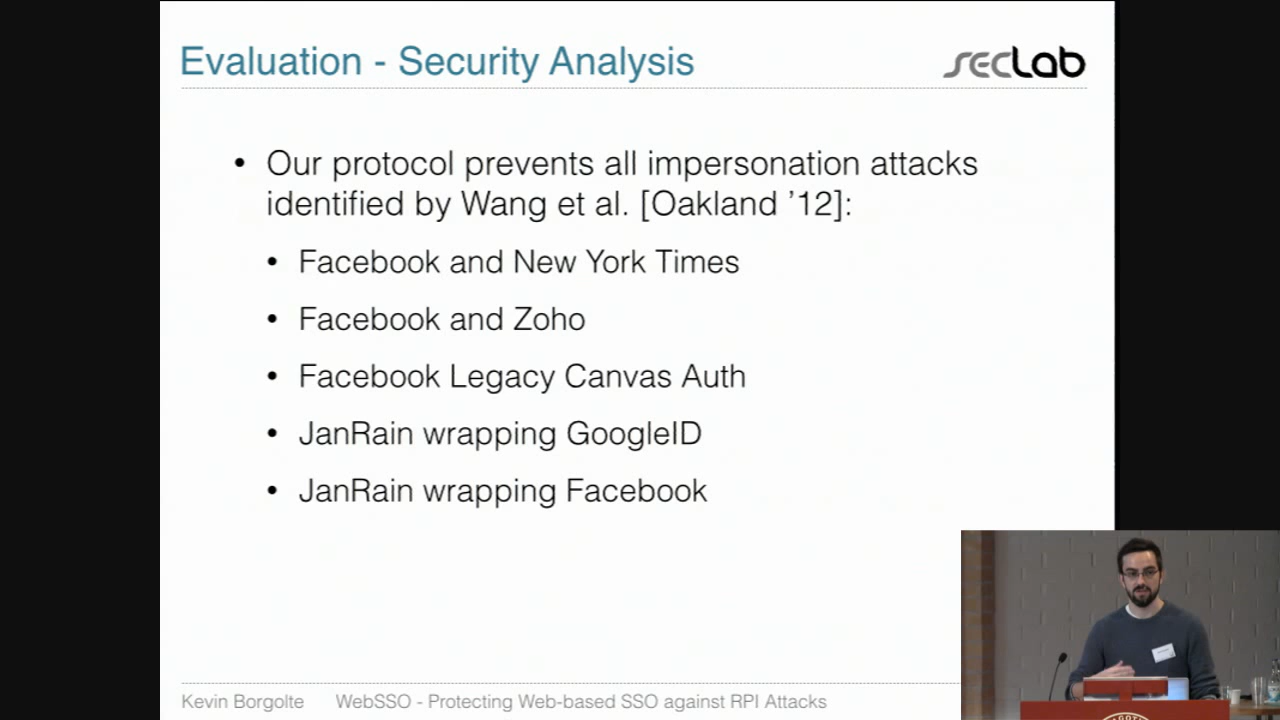 Evaluation - Security Analysis
secLab
• Our protocol prevents all impersonation attacks
identified by Wang et al. [Oakland ’12]:
• Facebook and New York Times
• Facebook and Zoho
• Facebook Legacy Canvas Auth
• JanRain wrapping GoogleID
• JanRain wrapping Facebook
Kevin Borgolte WebSSO - Protecting Web-based SSO against RPI Attacks